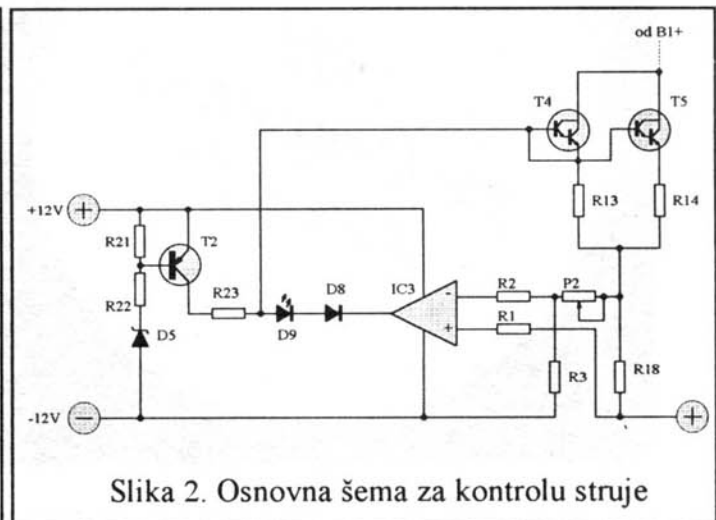 od B1+
T4
T5
R13
R14
+12V
R21
T2
R22
R23
D5
D9
D8
IC3
-
+
R2
R1
P2
R3
R18
-12V
Slika 2. Osnovna šema za kontrolu struje